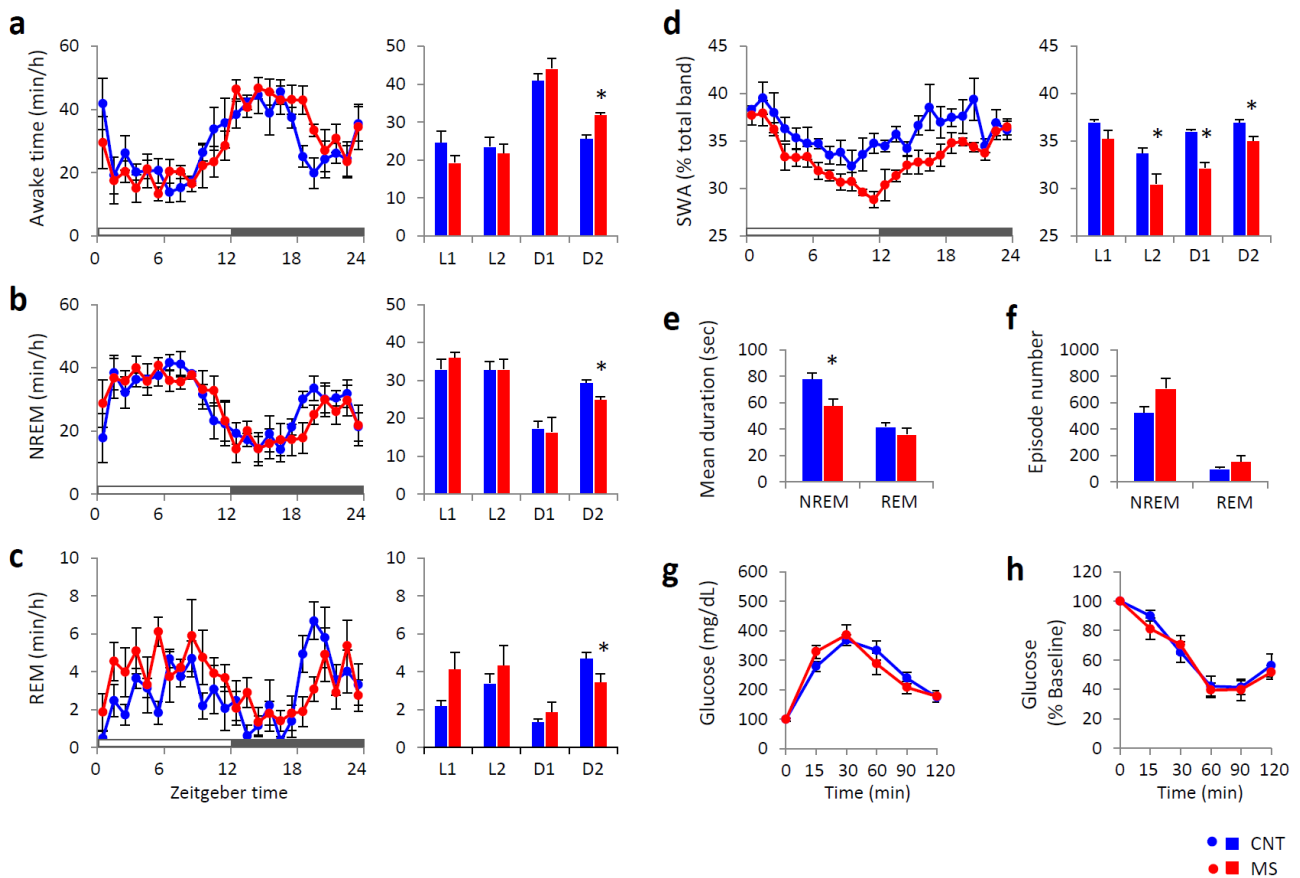 a
Awake time (min/h)
60
40
20
0
0 6 12 18 24
50
40
30
20
10
0
*
L1 L2 D1 D2
b
NREM (min/h)
60
40
20
0
0 6 12 18 24
50
40
30
20
10
0
*
L1 L2 D1 D2
c
REM (min/h)
10
8
6
4
2
0
0 6 12 18 24
Zeitgeber time
10
8
6
4
2
0
*
L1 L2 D1 D2
d
SWA (% total band)
45
40
35
30
25
0 6 12 18 24
45
40
35
30
25
* * *
L1 L2 D1 D2
e
Mean duration (sec)
100
80
60
40
20
0
*
NREM REM
f
Episode number
1000
800
600
400
200
0
NREM REM
g
Glucose (mg/dL)
600
500
400
300
200
100
0
0 15 30 60 90 120
Time (min)
h
Glucose
(% Baseline)
120
100
80
60
40
20
0
0 15 30 60 90 120
Time (min)
CNT
MS